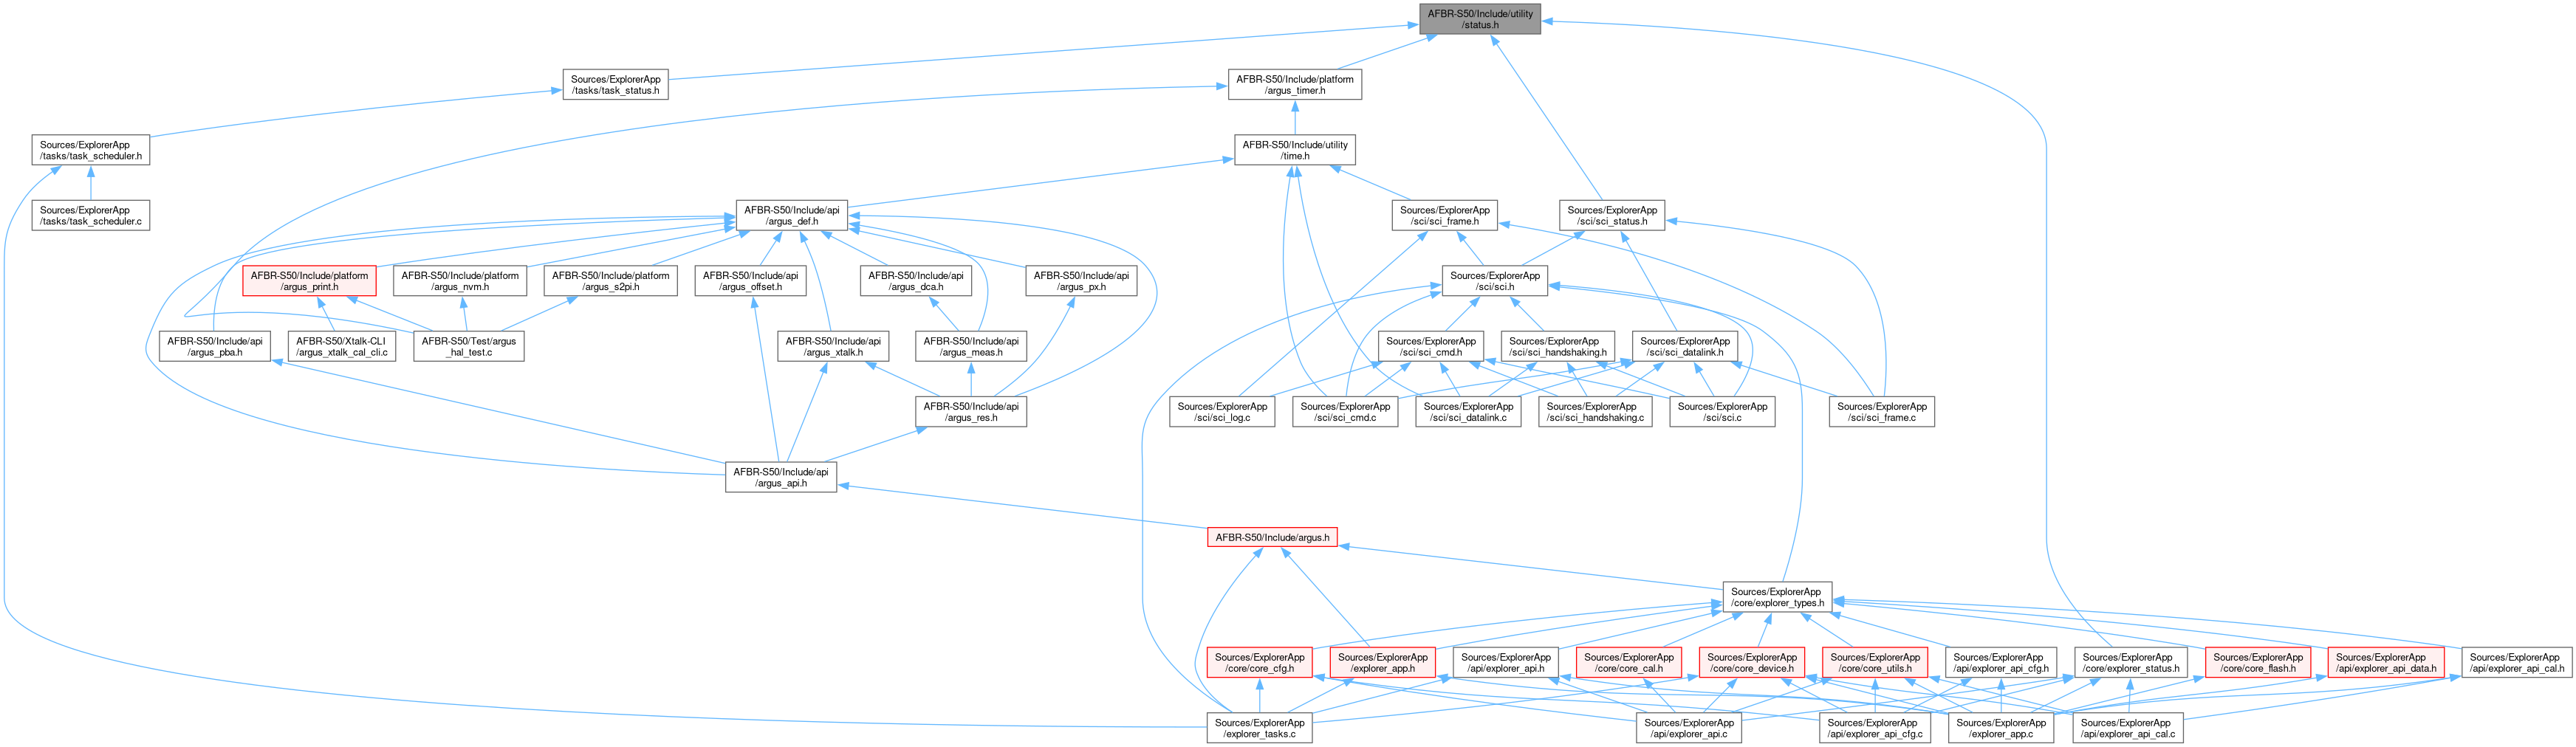 AFBR-S50/Include/utility
/status.h
Sources/ExplorerApp
/tasks/task_status.h
AFBR-S50/Include/platform
/argus_timer.h
Sources/ExplorerApp
/tasks/task_scheduler.h
AFBR-S50/Include/utility
/time.h
Sources/ExplorerApp
/tasks/task_scheduler.c
AFBR-S50/Include/api
/argus_def.h
Sources/ExplorerApp
/sci/sci_frame.h
Sources/ExplorerApp
/sci/sci_status.h
AFBR-S50/Include/platform
/argus_print.h
AFBR-S50/Include/platform
/argus_nvm.h
AFBR-S50/Include/platform
/argus_s2pi.h
AFBR-S50/Include/api
/argus_offset.h
AFBR-S50/Include/api
/argus_dca.h
AFBR-S50/Include/api
/argus_px.h
Sources/ExplorerApp
/sci/sci.h
AFBR-S50/Include/api
/argus_pba.h
AFBR-S50/Xtalk-CLI
/argus_xtalk_cal_cli.c
AFBR-S50/Test/argus
_hal_test.c
AFBR-S50/Include/api
/argus_xtalk.h
AFBR-S50/Include/api
/argus_meas.h
Sources/ExplorerApp
/sci/sci_cmd.h
Sources/ExplorerApp
/sci/sci_handshaking.h
Sources/ExplorerApp
/sci/sci_datalink.h
AFBR-S50/Include/api
/argus_res.h
Sources/ExplorerApp
/sci/sci_log.c
Sources/ExplorerApp
/sci/sci_cmd.c
Sources/ExplorerApp
/sci/sci_datalink.c
Sources/ExplorerApp
/sci/sci_handshaking.c
Sources/ExplorerApp
/sci/sci.c
Sources/ExplorerApp
/sci/sci_frame.c
AFBR-S50/Include/api
/argus_api.h
AFBR-S50/Include/argus.h
Sources/ExplorerApp
/core/explorer_types.h
Sources/ExplorerApp
/core/core_cfg.h
Sources/ExplorerApp
/explorer_app.h
Sources/ExplorerApp
/api/explorer_api.h
Sources/ExplorerApp
/core/core_cal.h
Sources/ExplorerApp
/core/core_device.h
Sources/ExplorerApp
/core/core_utils.h
Sources/ExplorerApp
/api/explorer_api_cfg.h
Sources/ExplorerApp
/core/explorer_status.h
Sources/ExplorerApp
/core/core_flash.h
Sources/ExplorerApp
/api/explorer_api_data.h
Sources/ExplorerApp
/api/explorer_api_cal.h
Sources/ExplorerApp
/explorer_tasks.c
Sources/ExplorerApp
/api/explorer_api.c
Sources/ExplorerApp
/api/explorer_api_cfg.c
Sources/ExplorerApp
/explorer_app.c
Sources/ExplorerApp
/api/explorer_api_cal.c